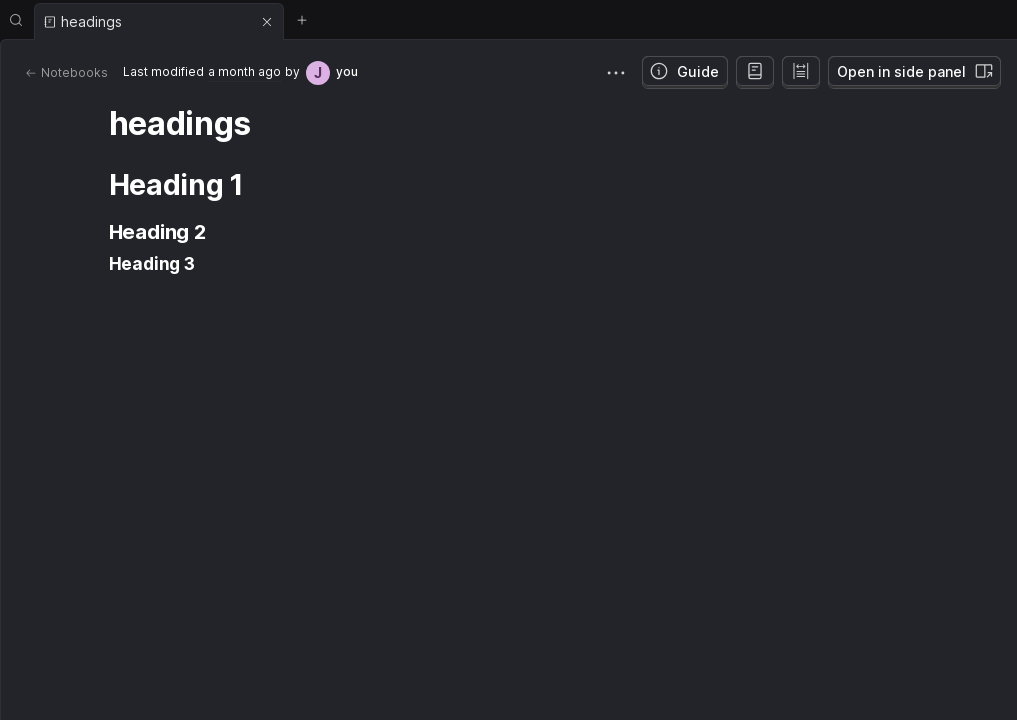 headings
Notebooks
Last modified a month ago by J you
Guide
Open in side panel
headings
Heading 1
Heading 2
Heading 3